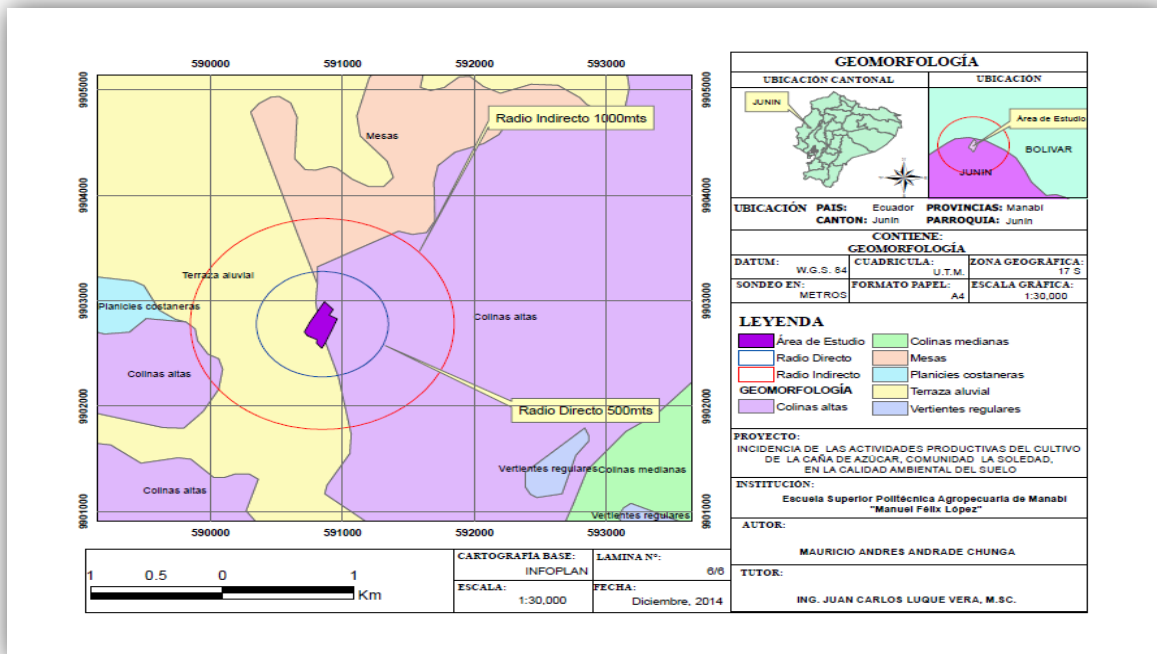 590000 591000 592000 593000
9905000 9905000
9904000 9904000
9903000 9903000
9902000 9902000
9901000 9901000
Mesas
Radio Indirecto 1000mts
Terraza aluvial
Planicies costaneras
Colinas altas
Colinas altas
Radio Directo 500mts
Vertientes regulares
Colinas medianas
Colinas altas
Vertientes regulares
590000 591000 592000 593000
1 0.5 0 1
Km
CARTOGRAFÍA BASE:
INFOPLAN
LAMINA Nº:
6/6
ESCALA:
1:30,000
FECHA:
Diciembre, 2014
GEOMORFOLOGÍA
UBICACIÓN CANTONAL
UBICACIÓN
JUNIN
Área de Estudio
BOLIVAR
JUNIN
UBICACIÓN PAIS: Ecuador PROVINCIAS: Manabí
CANTON: Junín PARROQUIA: Junín
CONTIENE:
GEOMORFOLOGÍA
DATUM:
W.G.S. 84
CUADRICULA:
U.T.M.
ZONA GEOGRÁFICA:
17 S
SONDEO EN:
METROS
FORMATO PAPEL:
A4
ESCALA GRÁFICA:
1:30,000
LEYENDA
Área de Estudio
Radio Directo
Radio Indirecto
GEOMORFOLOGÍA
Colinas altas
Colinas medianas
Mesas
Planicies costaneras
Terraza aluvial
Vertientes regulares
PROYECTO:
INCIDENCIA DE LAS ACTIVIDADES PRODUCTIVAS DEL CULTIVO
DE LA CAÑA DE AZÚCAR, COMUNIDAD LA SOLEDAD,
EN LA CALIDAD AMBIENTAL DEL SUELO
INSTITUCIÓN:
Escuela Superior Politécnica Agropecuaria de Manabí
"Manuel Félix López"
AUTOR:
MAURICIO ANDRES ANDRADE CHUNGA
TUTOR:
ING. JUAN CARLOS LUQUE VERA, M.SC.